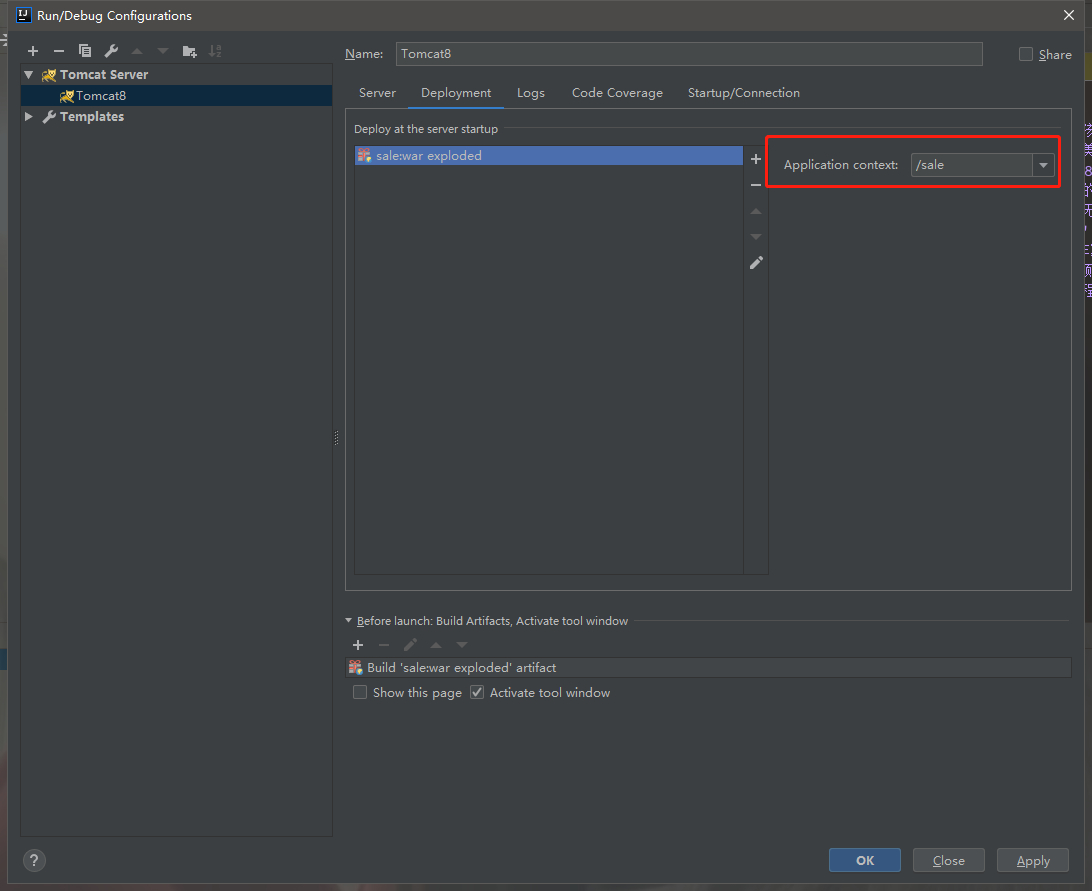 IJ
Run/Debug Configurations
Name:
Tomcat8
Share
Tomcat Server
Tomcat8
Templates
Server
Deployment
Logs
Code Coverage
Startup/Connection
Deploy at the server startup
sale:war exploded
Application context:
/sale
Before launch: Build Artifacts, Activate tool window
Build 'sale:war exploded' artifact
Show this page
Activate tool window
?
OK
Close
Apply